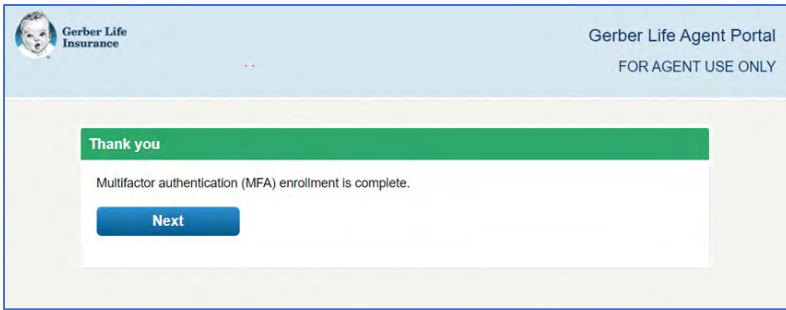 Gerber Life
Insurance
Gerber Life Agent Portal
FOR AGENT USE ONLY
Thank you
Multifactor authentication (MFA) enrollment is complete.
Next